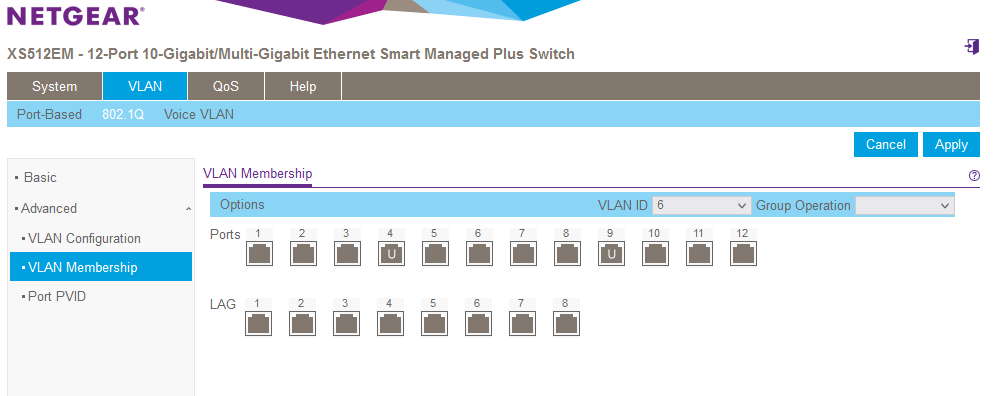 NETGEAR®
XS512EM - 12-Port 10-Gigabit/Multi-Gigabit Ethernet Smart Managed Plus Switch
System VLAN QoS Help
Port-Based 802.1Q Voice VLAN
Cancel Apply
Basic
Advanced
VLAN Configuration
VLAN Membership
Port PVID
VLAN Membership ?
Options VLAN ID 6 Group Operation
Ports 1 2 3 4 5 6 7 8 9 10 11 12
U U
LAG 1 2 3 4 5 6 7 8